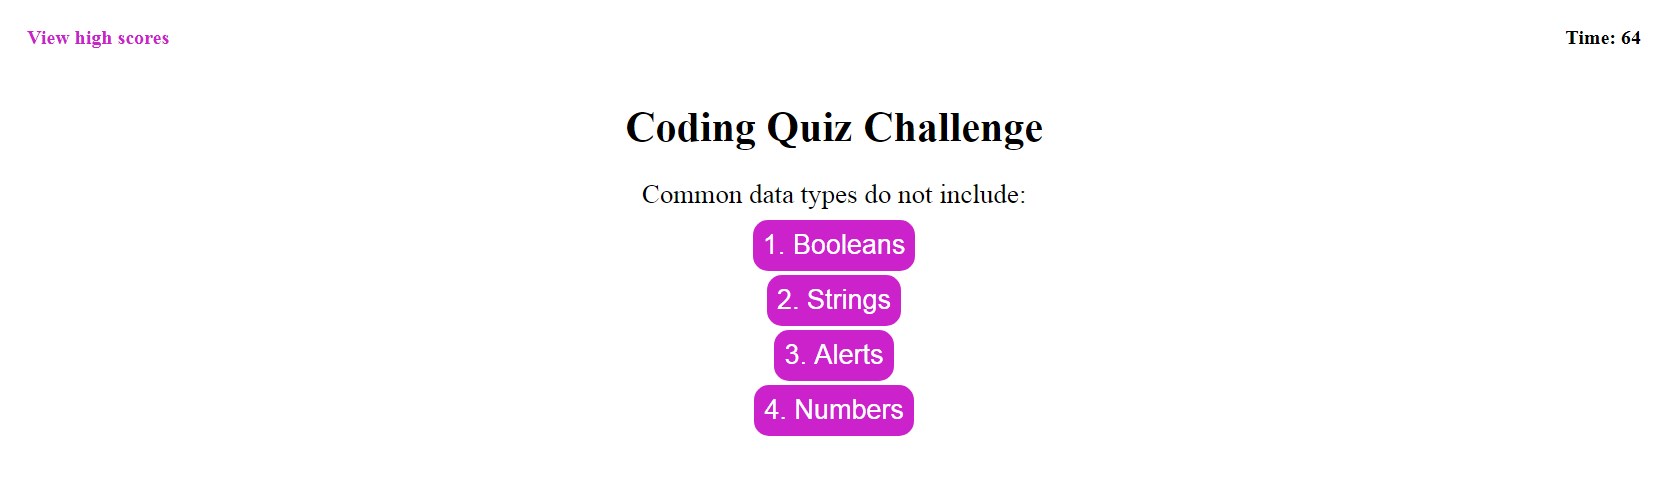 View high scores
Time: 64
Coding Quiz Challenge
Common data types do not include:
1. Booleans
2. Strings
3. Alerts
4. Numbers